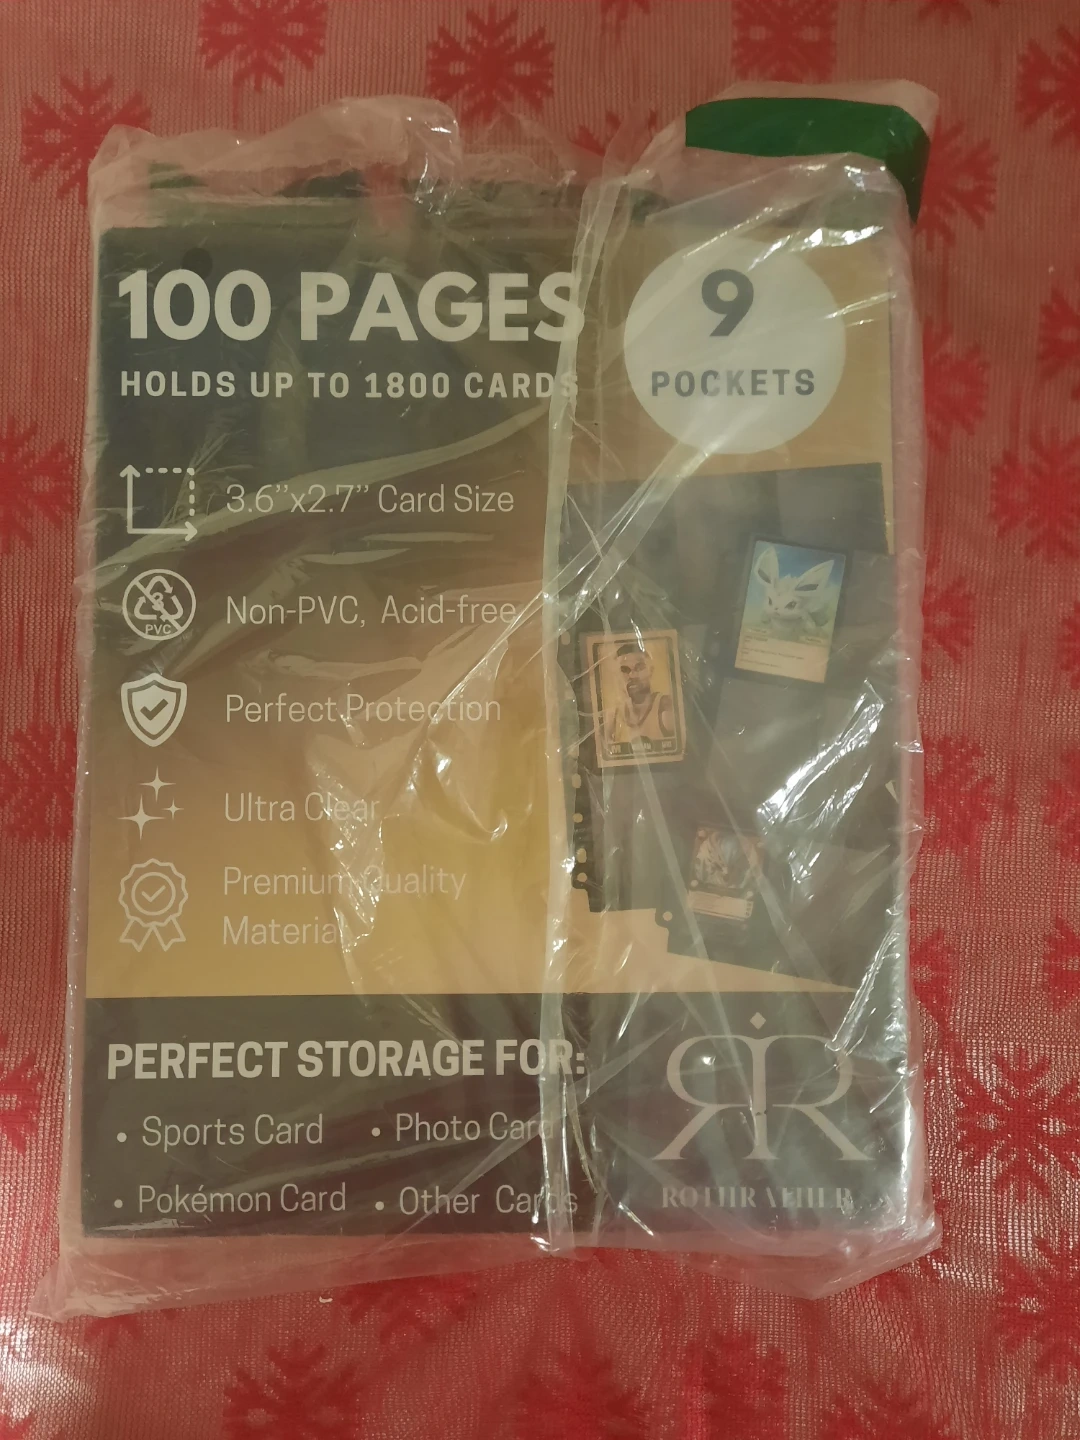 100 PAGES
HOLDS UP TO 1800 CARDS
9
POCKETS
3.6”x2.7” Card Size
PVC
Non-PVC, Acid-free
Perfect Protection
Ultra Clear
Premium Quality
Material
PERFECT STORAGE FOR:
• Sports Card • Photo Card
• Pokémon Card • Other Cards